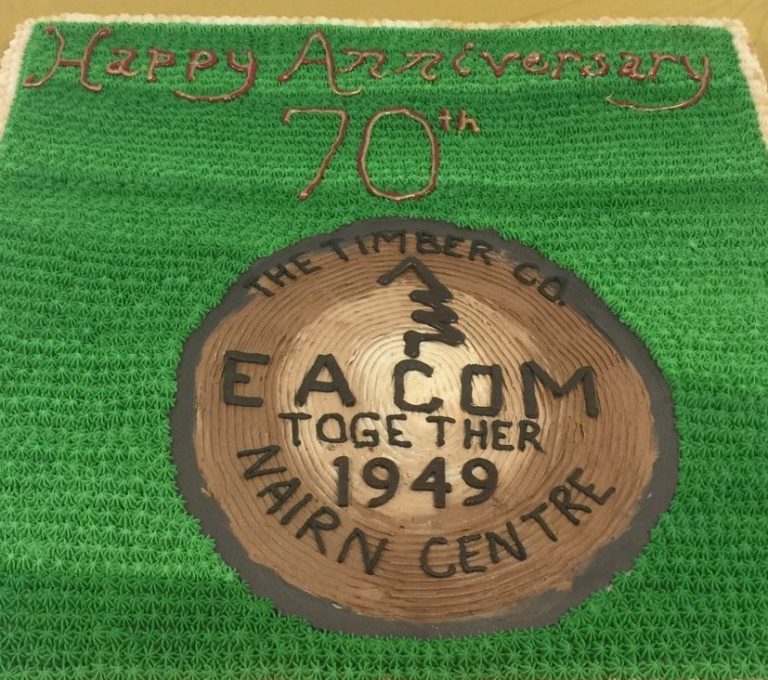 Happy Anniversary
70th
THE TIMBER CO.
EACOM
TOGETHER
1949
NAIRN CENTRE